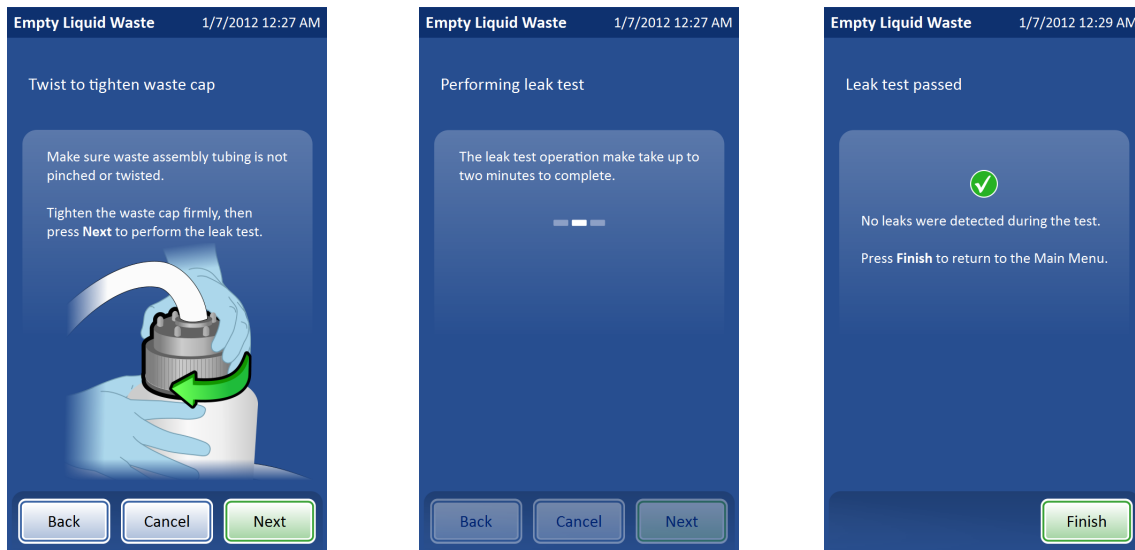 Empty Liquid Waste 1/7/2012 12:27 AM
Twist to tighten waste cap
Make sure waste assembly tubing is not
pinched or twisted.
Tighten the waste cap firmly, then
press Next to perform the leak test.
Back Cancel Next
Empty Liquid Waste 1/7/2012 12:27 AM
Performing leak test
The leak test operation make take up to
two minutes to complete.
Back Cancel Next
Empty Liquid Waste 1/7/2012 12:29 AM
Leak test passed
No leaks were detected during the test.
Press Finish to return to the Main Menu.
Finish